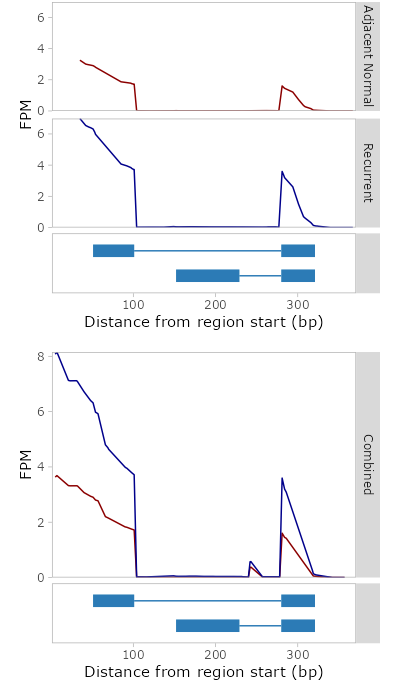 6
4
2
0
Adjacent Normal
FPM
6
4
2
0
Recurrent
100
200
300
Distance from region start (bp)
8
6
4
2
0
FPM
Combined
100
200
300
Distance from region start (bp)